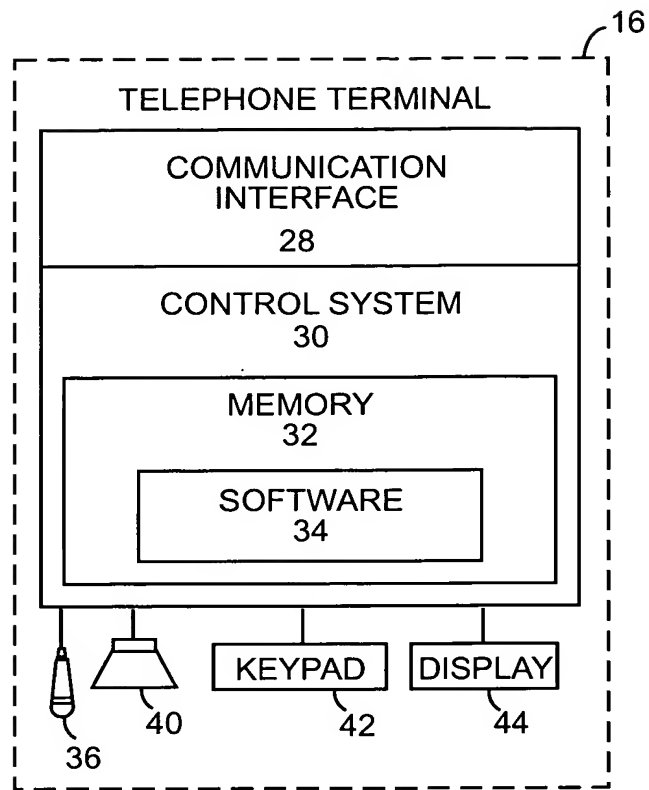 16
TELEPHONE TERMINAL
COMMUNICATION
INTERFACE
28
CONTROL SYSTEM
30
MEMORY
32
SOFTWARE
34
KEYPAD
DISPLAY
36
40
42
44